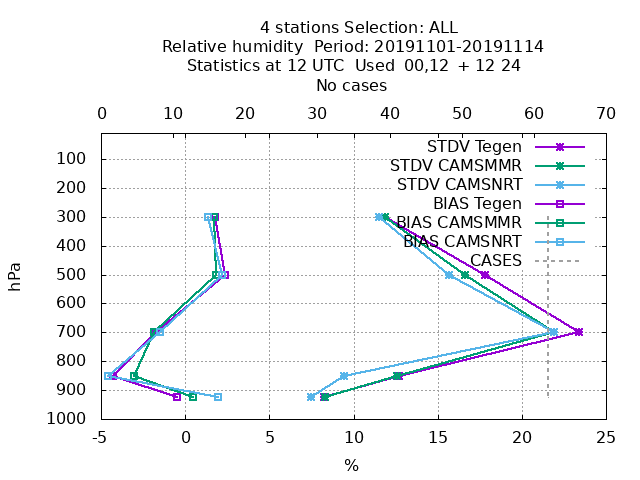 4 stations Selection: ALL
Relative humidity  Period: 20191101-20191114
Statistics at 12 UTC  Used  00,12  + 12 24
No cases
0 10 20 30 40 50 60 70
STDV Tegen
STDV CAMSMMR
STDV CAMSNRT
BIAS Tegen
BIAS CAMSMMR
BIAS CAMSNRT
CASES
100
200
300
400
500
600
700
800
900
1000
hPa
-5 0 5 10 15 20 25
%